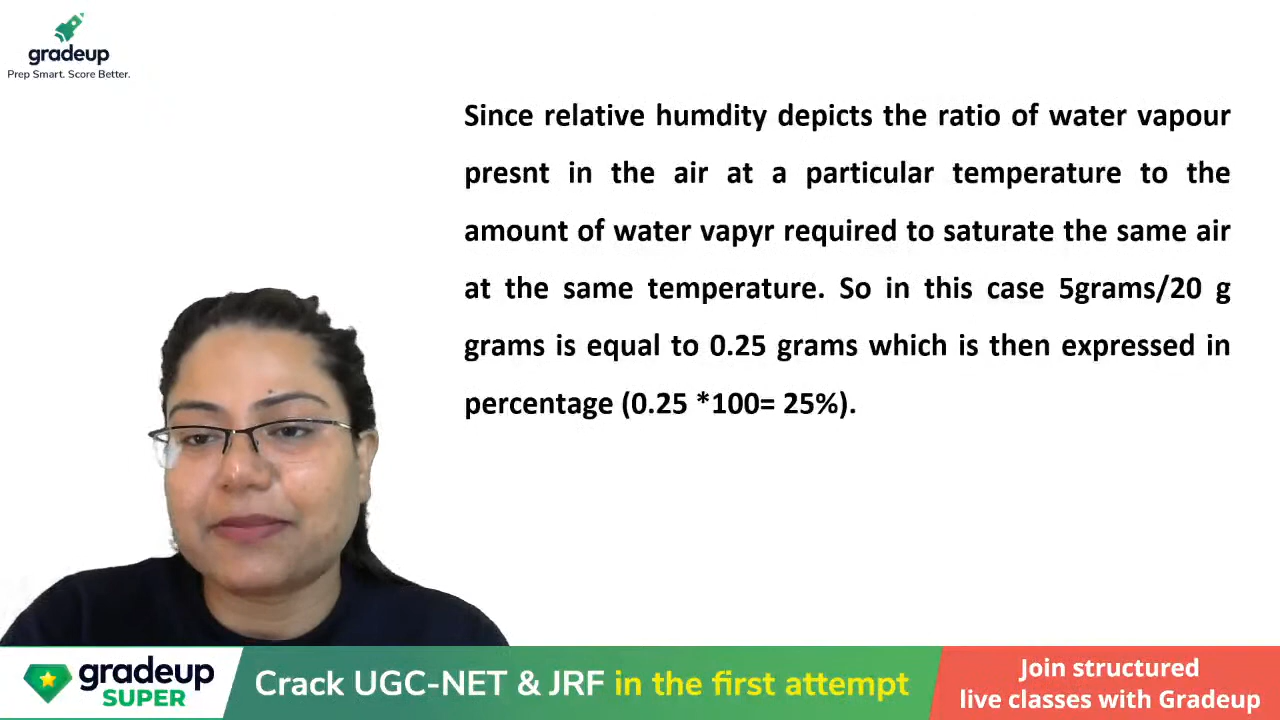 gradeup
Prep Smart. Score Better.
Since relative humdity depicts the ratio of water vapour
presnt in the air at a particular temperature to the
amount of water vapyr required to saturate the same air
at the same temperature. So in this case 5grams/20 g
grams is equal to 0.25 grams which is then expressed in
percentage (0.25 *100= 25%).
gradeup
SUPER
Crack UGC-NET & JRF in the first attempt
Join structured
live classes with Gradeup